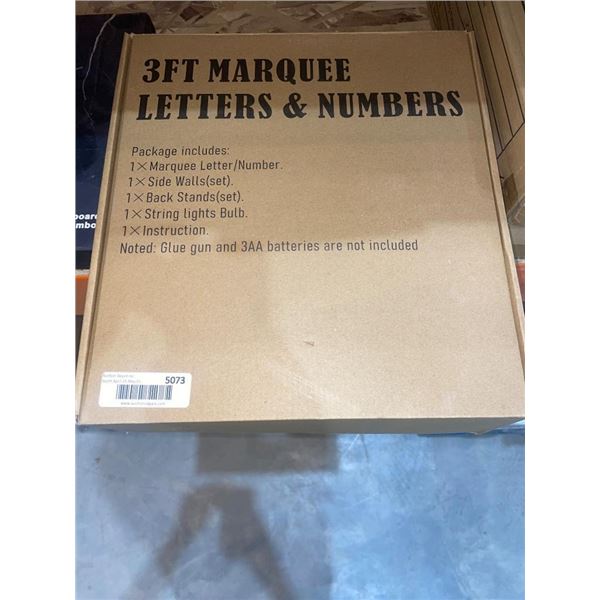 3FT MARQUEE
LETTERS & NUMBERS
Package includes:
1×Marquee Letter/Number.
1×Side Walls(set).
1×Back Stands(set).
1×String lights Bulb.
1×Instruction.
Noted: Glue gun and 3AA batteries are not included
5073